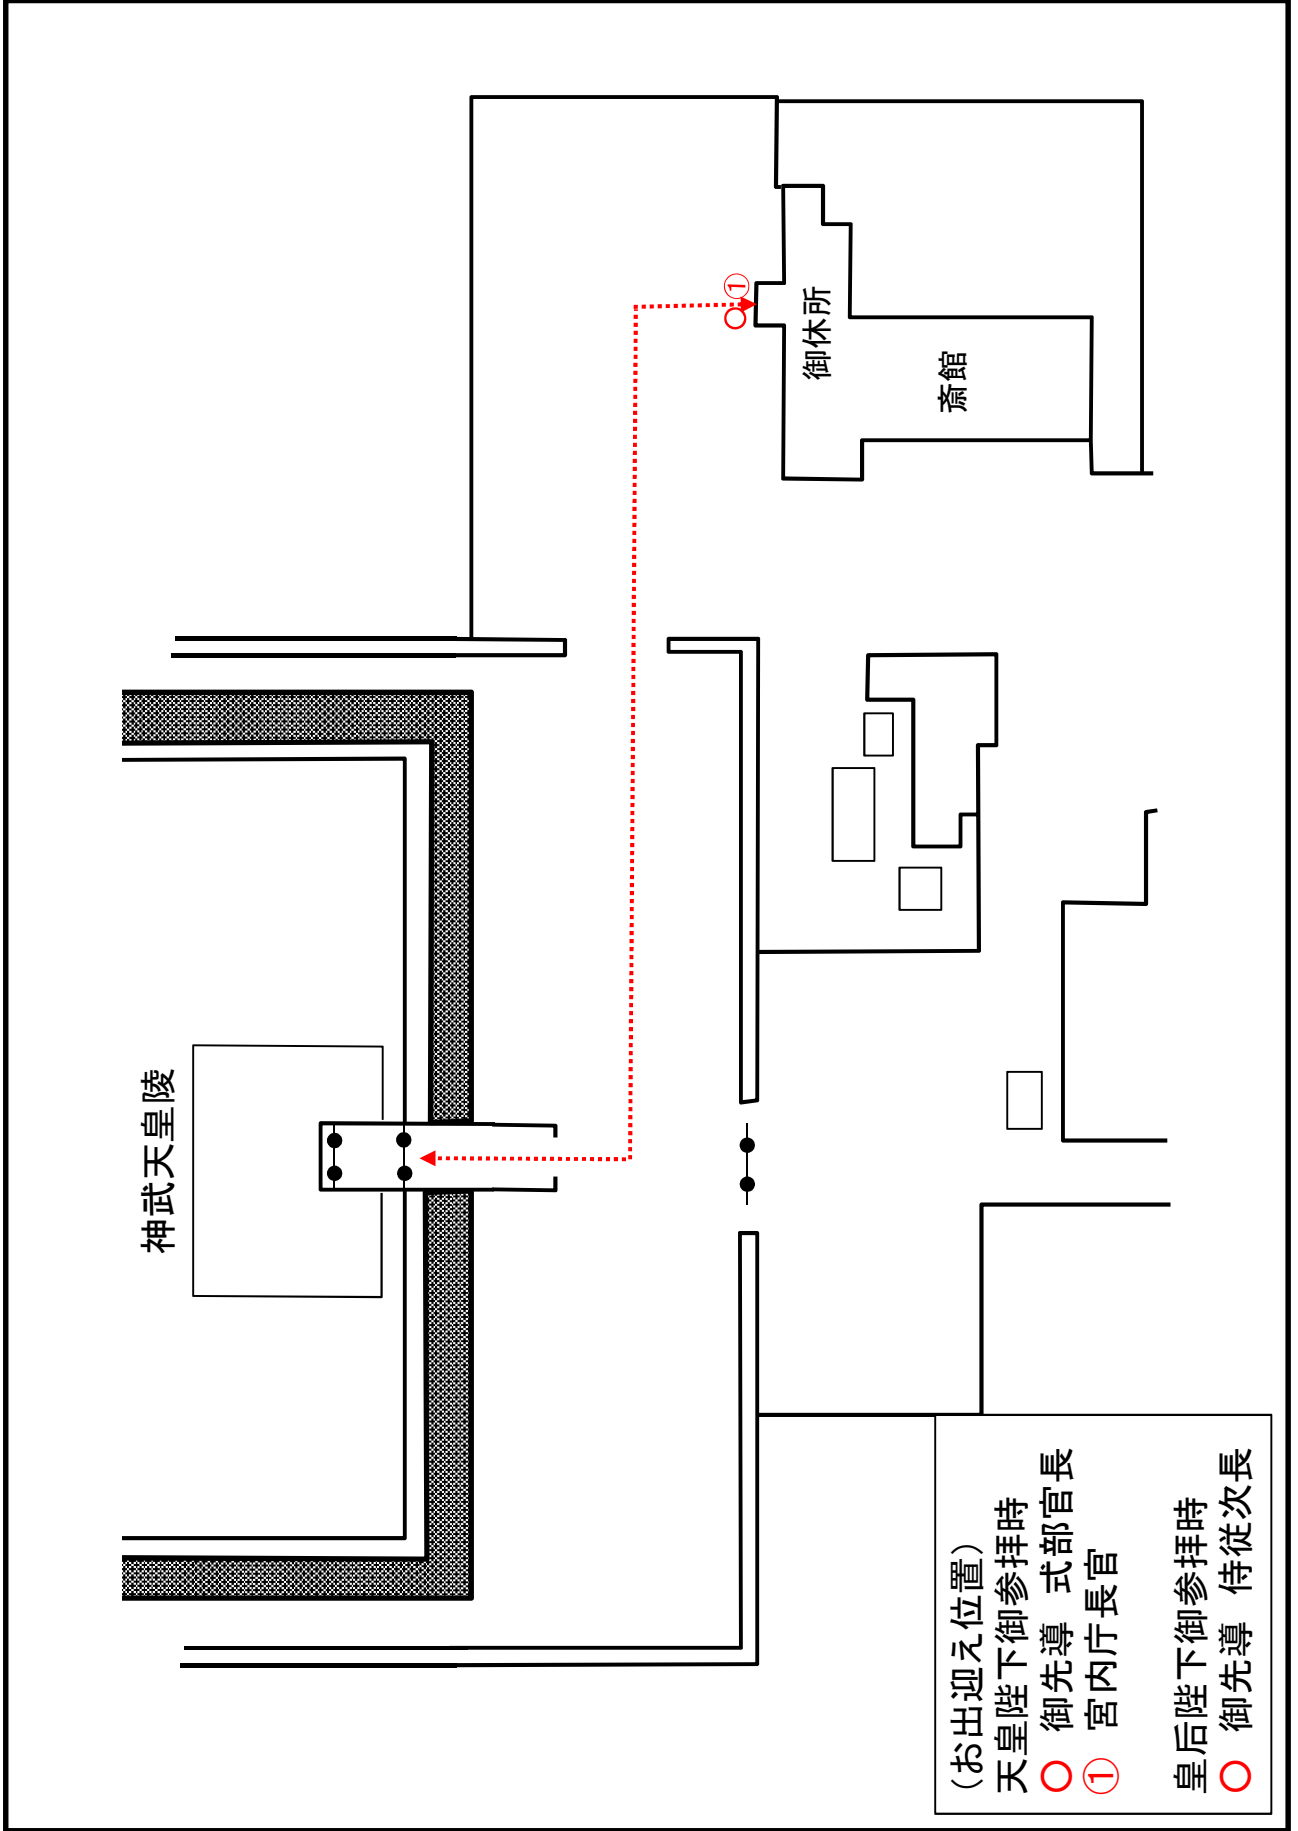 神武天皇陵
○①
御休所
斎館
（お出迎え位置）
天皇陛下御参拝時
○　御先導　式部官長
①　宮内庁長官
皇后陛下御参拝時
○　御先導　侍従次長